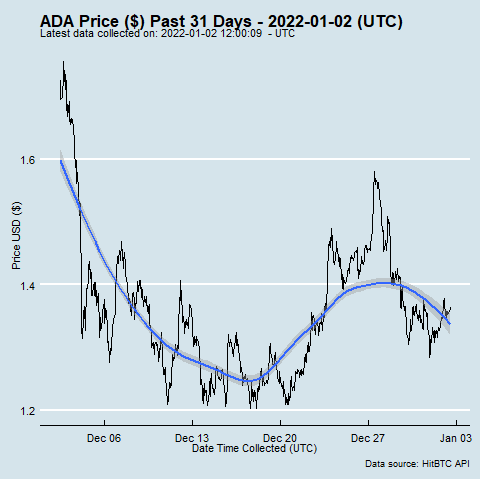 ADA Price ($) Past 31 Days - 2022-01-02 (UTC)
Latest data collected on: 2022-01-02 12:00:09 - UTC
Price USD ($)
1.6
1.4
1.2
Dec 06
Dec 13
Dec 20
Dec 27
Jan 03
Date Time Collected (UTC)
Data source: HitBTC API